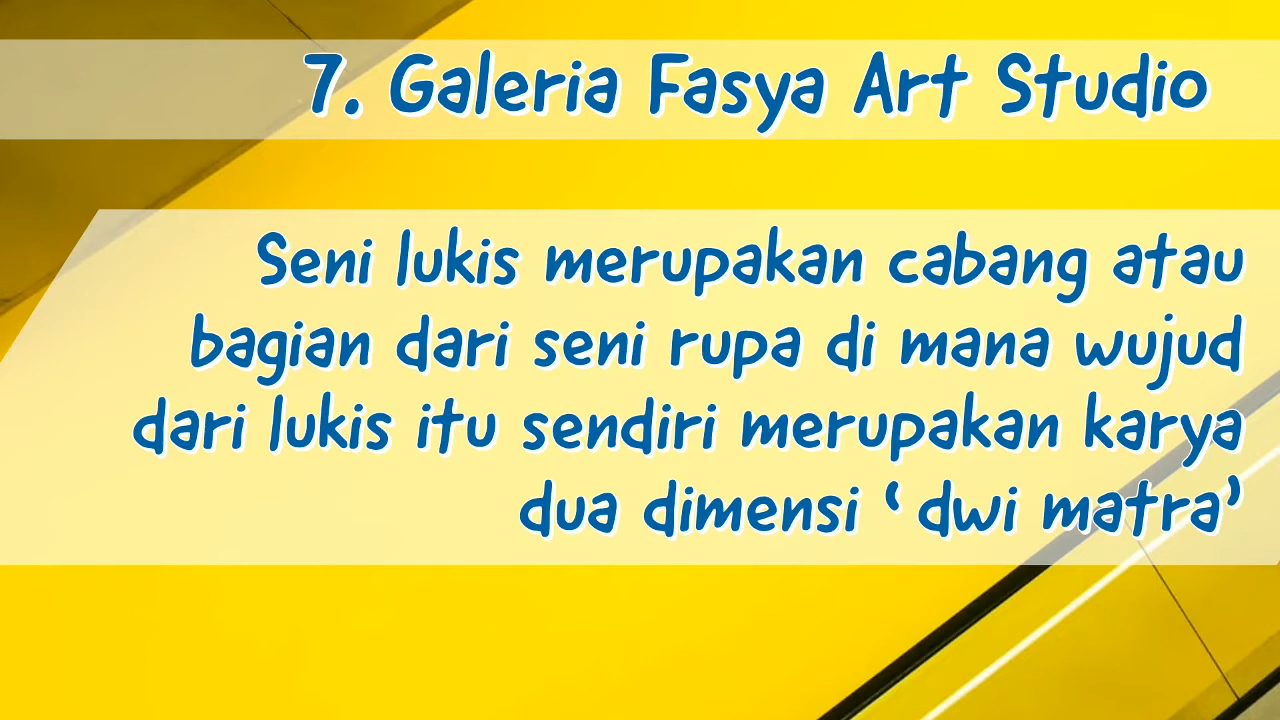 7. Galeria Fasya Art Studio
Seni lukis merupakan cabang atau
bagian dari seni rupa di mana wujud
dari lukis itu sendiri merupakan karya
dua dimensi ‘ dwi matra’